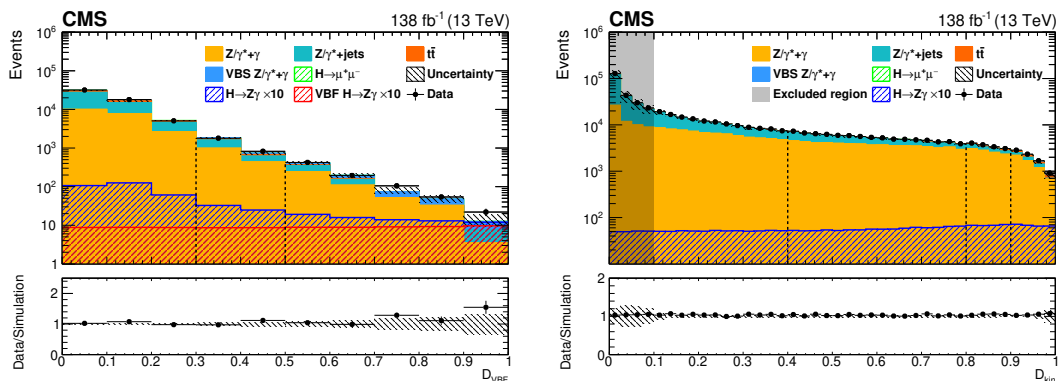 CMS 138 fb⁻¹ (13 TeV)
Events
10⁶
10⁵
10⁴
10³
10²
10
1
Z/γ*+γ Z/γ*+jets tt̄
VBS Z/γ*+γ H→μ⁺μ⁻ Uncertainty
H→Zγ ×10 VBF H→Zγ ×10 Data
Data/Simulation
2
1
0
0 0.1 0.2 0.3 0.4 0.5 0.6 0.7 0.8 0.9 1
D_VBF
CMS 138 fb⁻¹ (13 TeV)
Events
10⁶
10⁵
10⁴
10³
10²
Z/γ*+γ Z/γ*+jets tt̄
VBS Z/γ*+γ H→μ⁺μ⁻ Uncertainty
Excluded region H→Zγ ×10 Data
Data/Simulation
2
1
0
0 0.1 0.2 0.3 0.4 0.5 0.6 0.7 0.8 0.9 1
D_kin